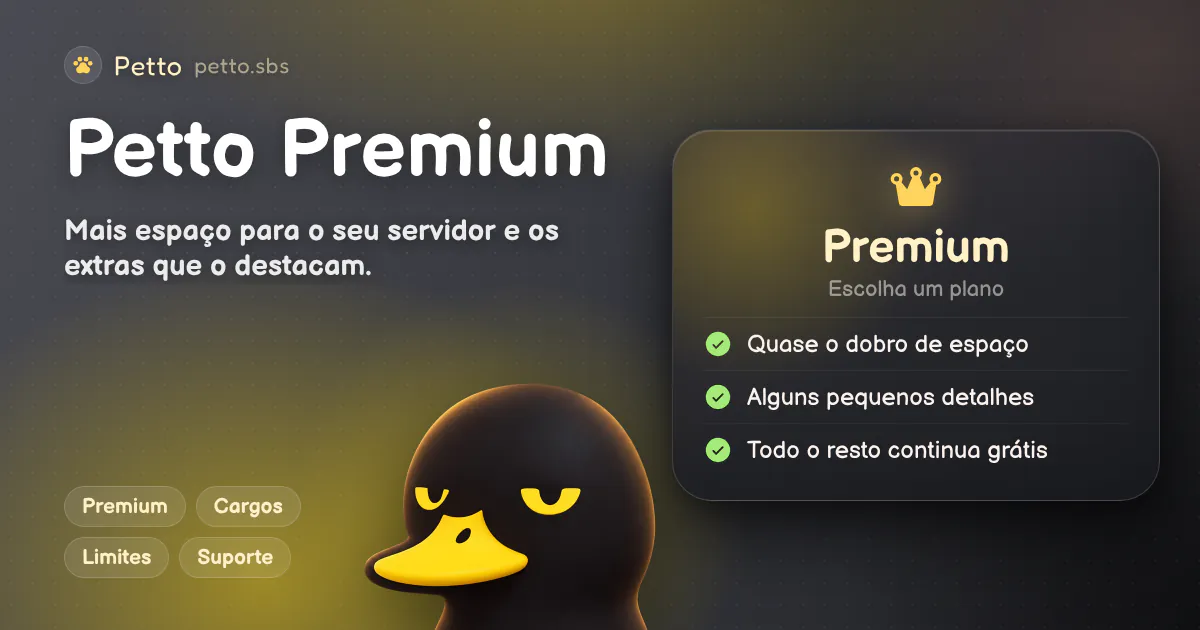 Petto petto.sbs
Petto Premium
Mais espaço para o seu servidor e os
extras que o destacam.
Premium Cargos
Limites Suporte
Premium
Escolha um plano
Quase o dobro de espaço
Alguns pequenos detalhes
Todo o resto continua grátis